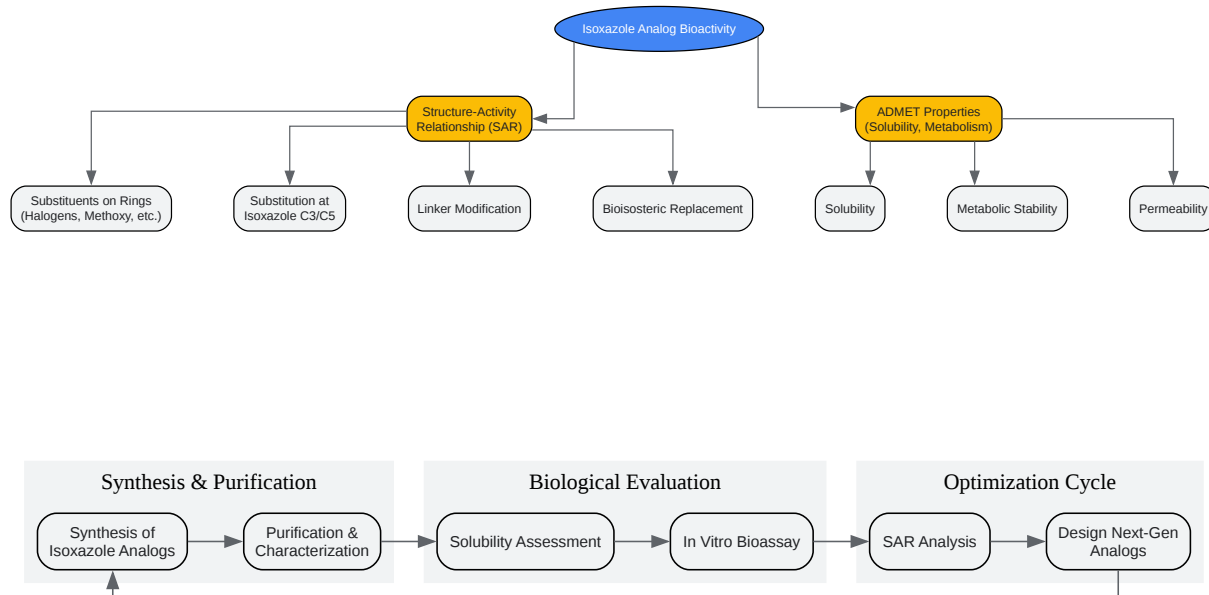 Isoxazole Analog Bioactivity
Structure-Activity
Relationship (SAR)
ADMET Properties
(Solubility, Metabolism)
Substituents on Rings
(Halogens, Methoxy, etc.)
Substitution at
Isoxazole C3/C5
Linker Modification
Bioisosteric Replacement
Solubility
Metabolic Stability
Permeability
Synthesis & Purification
Synthesis of
Isoxazole Analogs
Purification &
Characterization
Biological Evaluation
Solubility Assessment
In Vitro Bioassay
Optimization Cycle
SAR Analysis
Design Next-Gen
Analogs